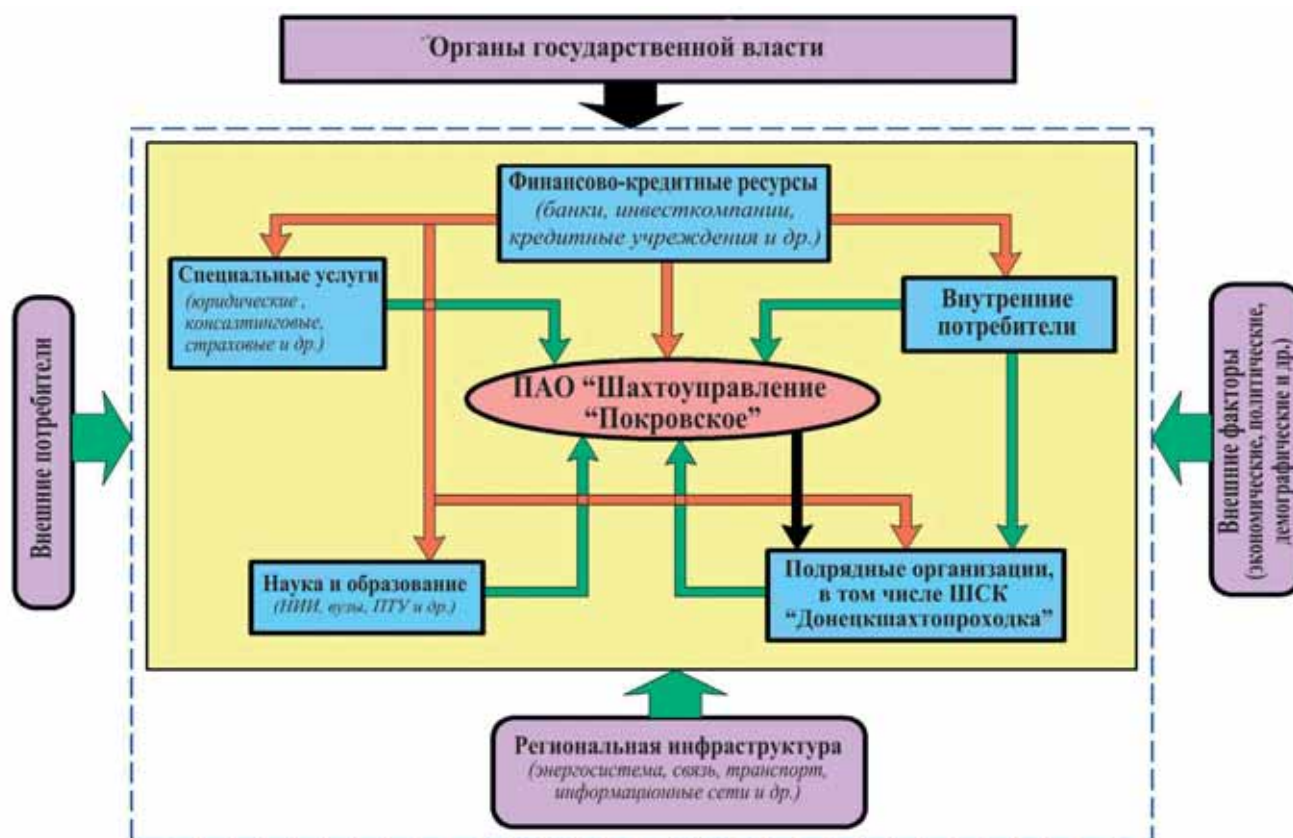 Органы государственной власти
Финансово-кредитные ресурсы
(банки, инвесткомпании,
кредитные учреждения и др.)
Специальные услуги
(юридические ,
консалтинговые,
страховые и др.)
Внутренние
потребители
ПАО “Шахтоуправление
“Покровское”
Наука и образование
(НИИ, вузы, ПТУ и др.)
Подрядные организации,
в том числе ШСК
“Донецкшахтопроходка”
Внешние потребители
Внешние факторы
(экономические, политические,
демографические и др.)
Региональная инфраструктура
(энергосистема, связь, транспорт,
информационные сети и др.)